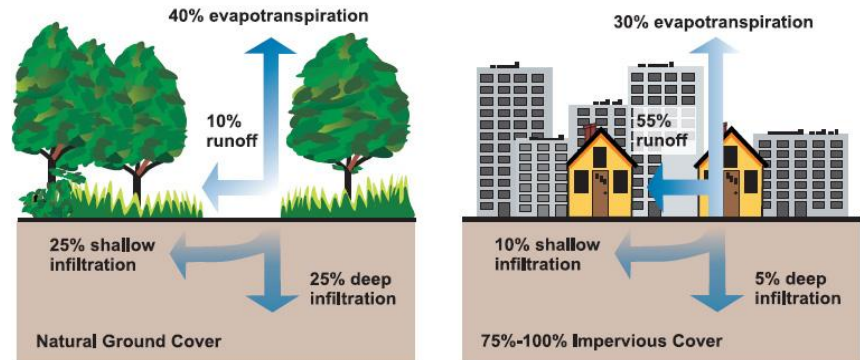 40% evapotranspiration
10%
runoff
25% shallow
infiltration
25% deep
infiltration
Natural Ground Cover
30% evapotranspiration
55%
runoff
10% shallow
infiltration
5% deep
infiltration
75%-100% Impervious Cover